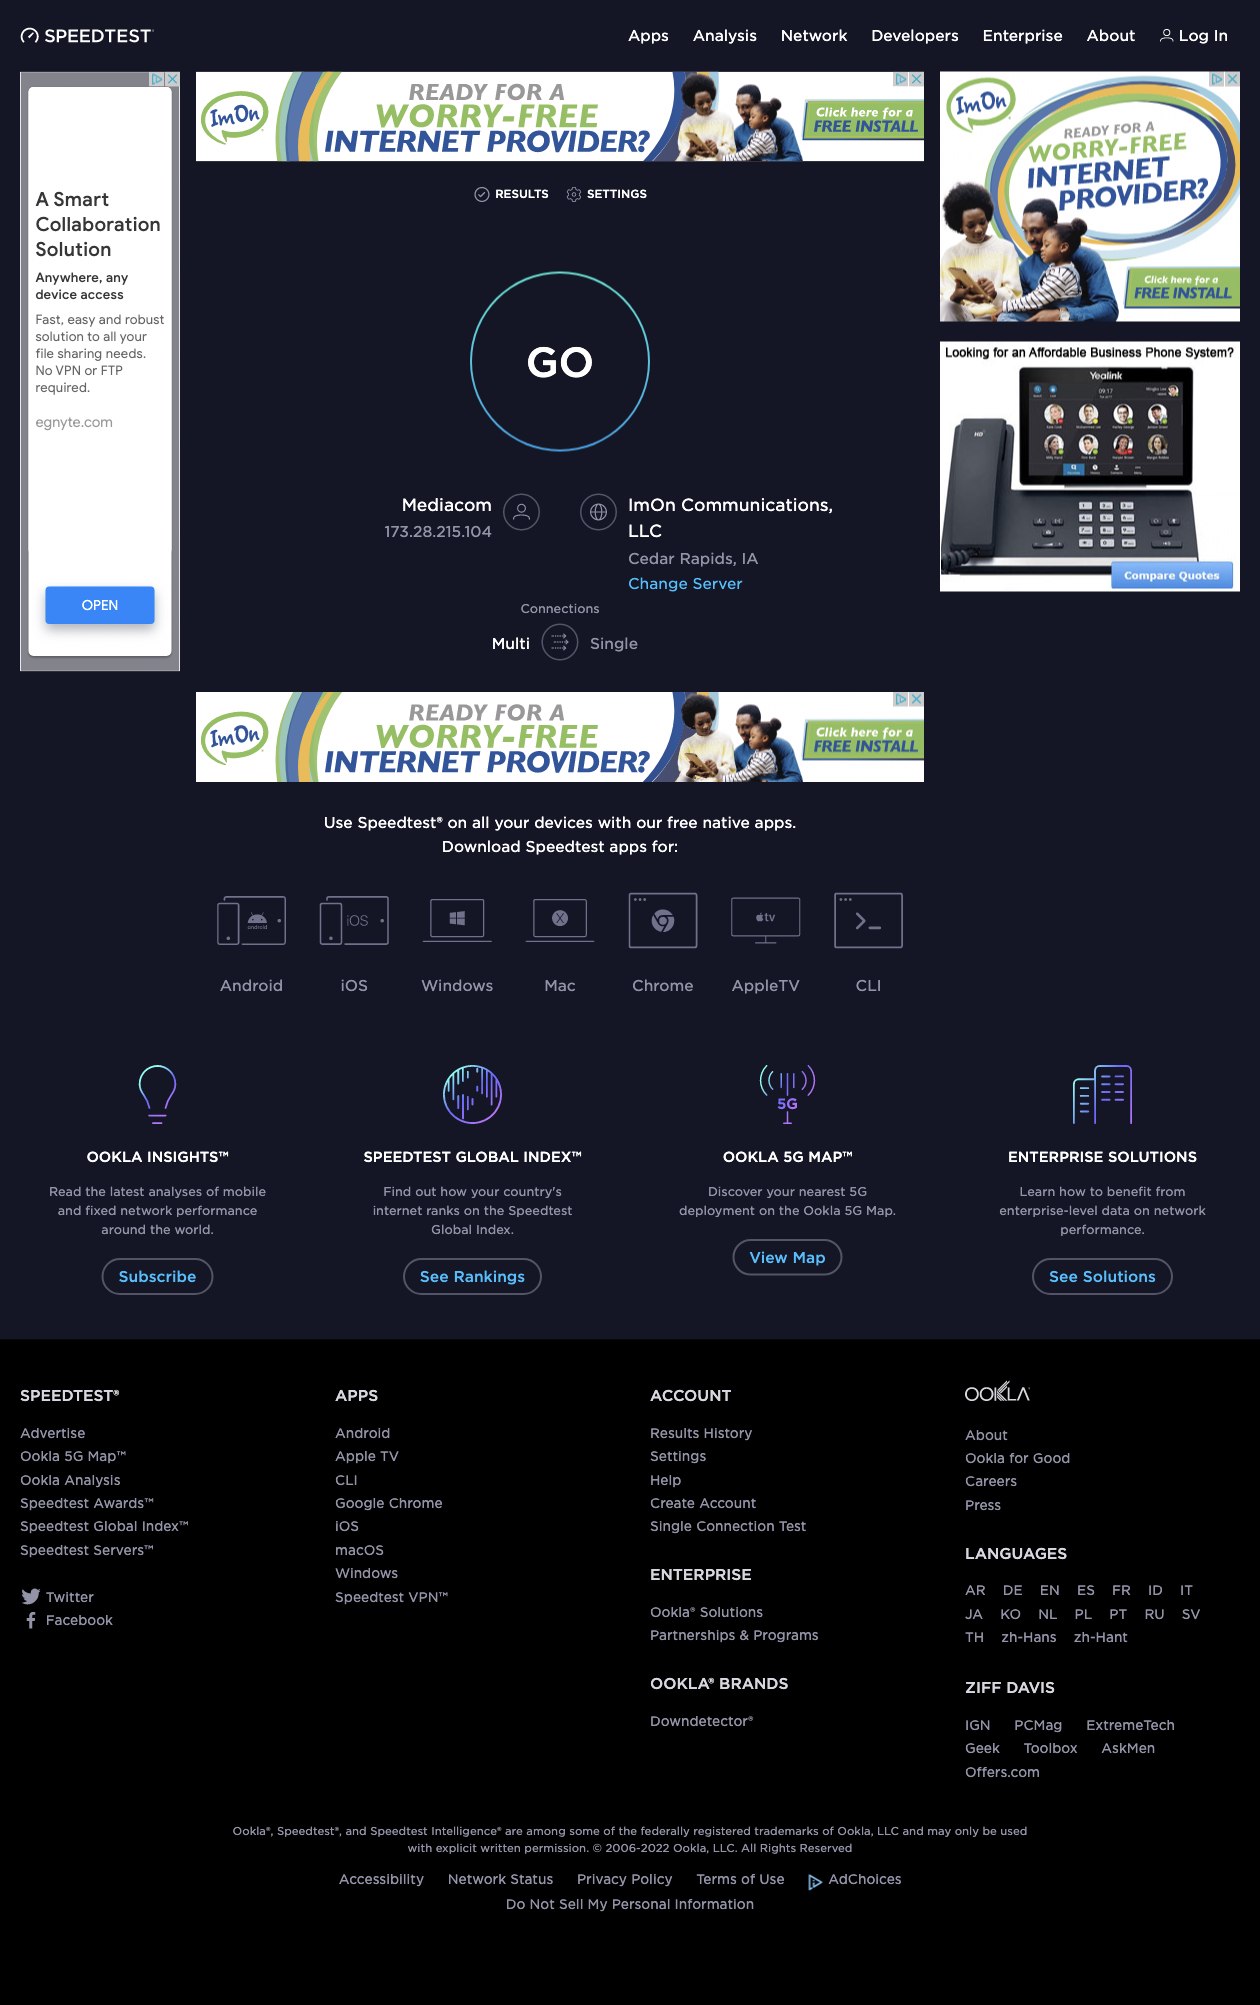 SPEEDTEST
Apps Analysis Network Developers Enterprise About Log In
A Smart
Collaboration
Solution
Anywhere, any
device access
Fast, easy and robust
solution to all your
file sharing needs.
No VPN or FTP
required.
egnyte.com
OPEN
ImOn
READY FOR A
WORRY-FREE
INTERNET PROVIDER?
Click here for a
FREE INSTALL
ImOn
READY FOR A
WORRY-FREE
INTERNET
PROVIDER?
Click here for a
FREE INSTALL
RESULTS SETTINGS
GO
Mediacom
173.28.215.104
ImOn Communications,
LLC
Cedar Rapids, IA
Change Server
Connections
Multi Single
Looking for an Affordable Business Phone System?
Yealink
09:17
HD
Compare Quotes
ImOn
READY FOR A
WORRY-FREE
INTERNET PROVIDER?
Click here for a
FREE INSTALL
Use Speedtest® on all your devices with our free native apps.
Download Speedtest apps for:
android iOS X tv
Android iOS Windows Mac Chrome AppleTV CLI
5G
OOKLA INSIGHTS™
Read the latest analyses of mobile
and fixed network performance
around the world.
Subscribe
SPEEDTEST GLOBAL INDEX™
Find out how your country's
internet ranks on the Speedtest
Global Index.
See Rankings
OOKLA 5G MAP™
Discover your nearest 5G
deployment on the Ookla 5G Map.
View Map
ENTERPRISE SOLUTIONS
Learn how to benefit from
enterprise-level data on network
performance.
See Solutions
SPEEDTEST®
Advertise
Ookla 5G Map™
Ookla Analysis
Speedtest Awards™
Speedtest Global Index™
Speedtest Servers™
Twitter
Facebook
APPS
Android
Apple TV
CLI
Google Chrome
iOS
macOS
Windows
Speedtest VPN™
ACCOUNT
Results History
Settings
Help
Create Account
Single Connection Test
ENTERPRISE
Ookla® Solutions
Partnerships & Programs
OOKLA® BRANDS
Downdetector®
OOKLA
About
Ookla for Good
Careers
Press
LANGUAGES
AR DE EN ES FR ID IT
JA KO NL PL PT RU SV
TH zh-Hans zh-Hant
ZIFF DAVIS
IGN PCMag ExtremeTech
Geek Toolbox AskMen
Offers.com
Ookla®, Speedtest®, and Speedtest Intelligence® are among some of the federally registered trademarks of Ookla, LLC and may only be used
with explicit written permission. © 2006-2022 Ookla, LLC. All Rights Reserved
Accessibility Network Status Privacy Policy Terms of Use AdChoices
Do Not Sell My Personal Information